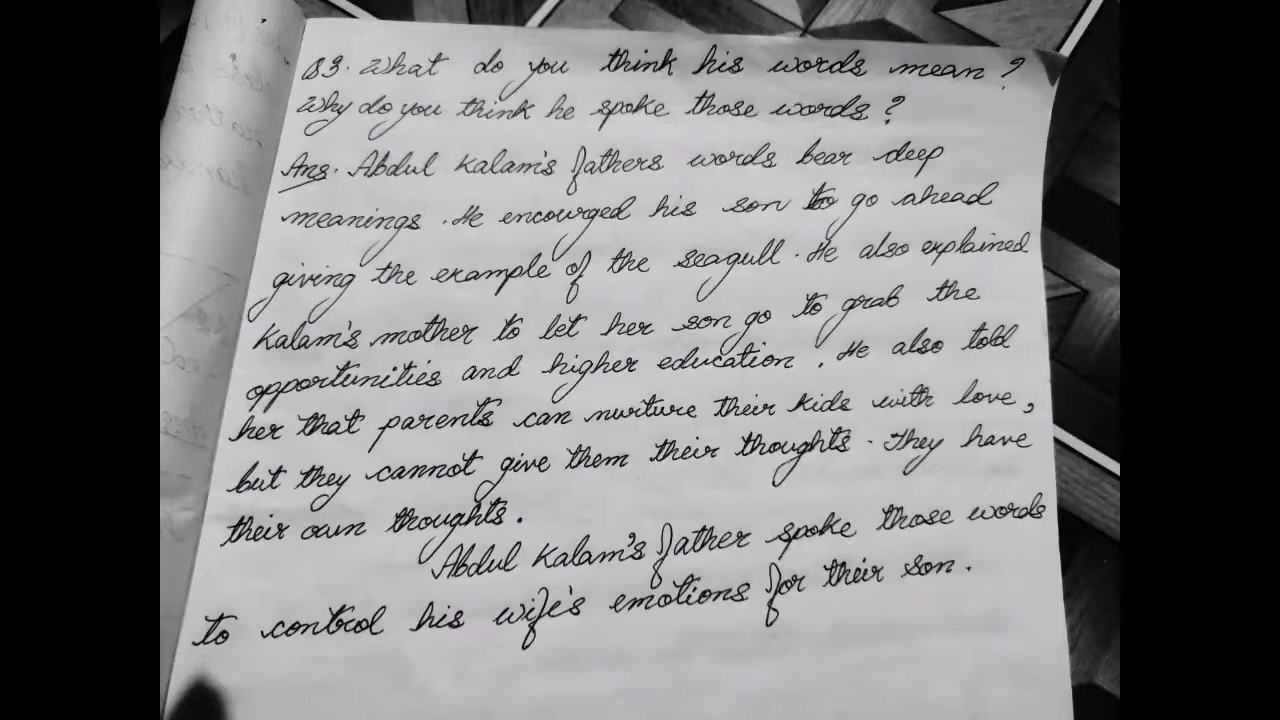 Q3. What do you think his words mean?
Why do you think he spoke those words?
Ans. Abdul Kalam's fathers words bear deep
meanings. He encourged his son to go ahead
giving the example of the seagull. He also explained
Kalam's mother to let her son go to grab the
opportunities and higher education. He also told
her that parents can nurture their kids with love,
but they cannot give them their thoughts. They have
their own thoughts.
Abdul Kalam's father spoke those words
to control his wife's emotions for their son.